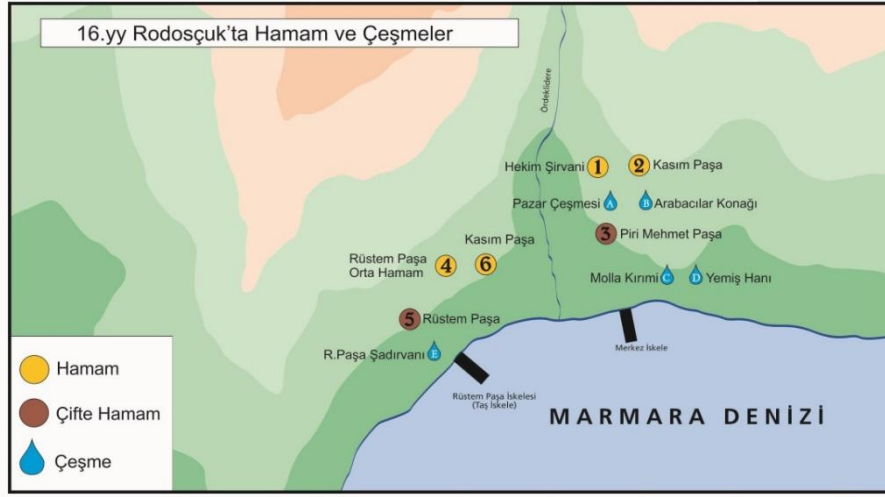 16.yy Rodosçuk'ta Hamam ve Çeşmeler
Ördeklidere
Hekim Şirvani 1
2 Kasım Paşa
Pazar Çeşmesi A
B Arabacılar Konağı
3 Piri Mehmet Paşa
Kasım Paşa
6
Rüstem Paşa
Orta Hamam
4
Molla Kırımi C
D Yemiş Hanı
5 Rüstem Paşa
R.Paşa Şadırvanı E
Merkez İskele
Rüstem Paşa İskelesi
(Taş İskele)
MARMARA DENİZİ
Hamam
Çifte Hamam
Çeşme